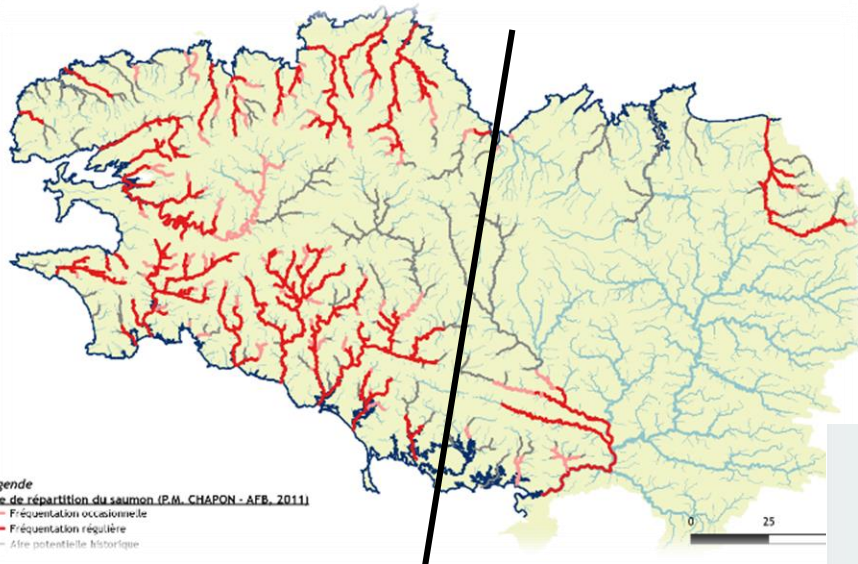 gende
e de répartition du saumon (P.M. CHAPON - AFB, 2011)
Fréquentation occasionnelle
Fréquentation régulière
Aire potentielle historique
0 25